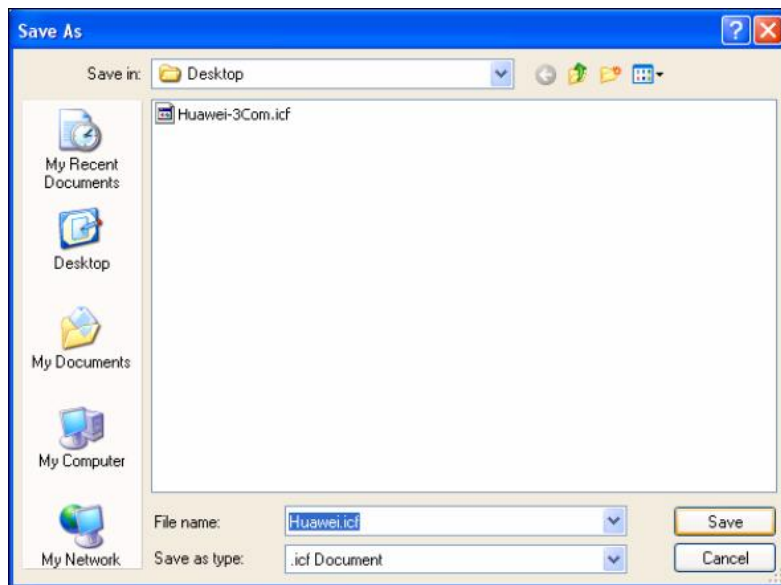 Save As
Save in:
Desktop
Huawei-3Com.icf
My Recent
Documents
Desktop
My Documents
My Computer
My Network
File name:
Huawei.icf
Save
Save as type:
.icf Document
Cancel